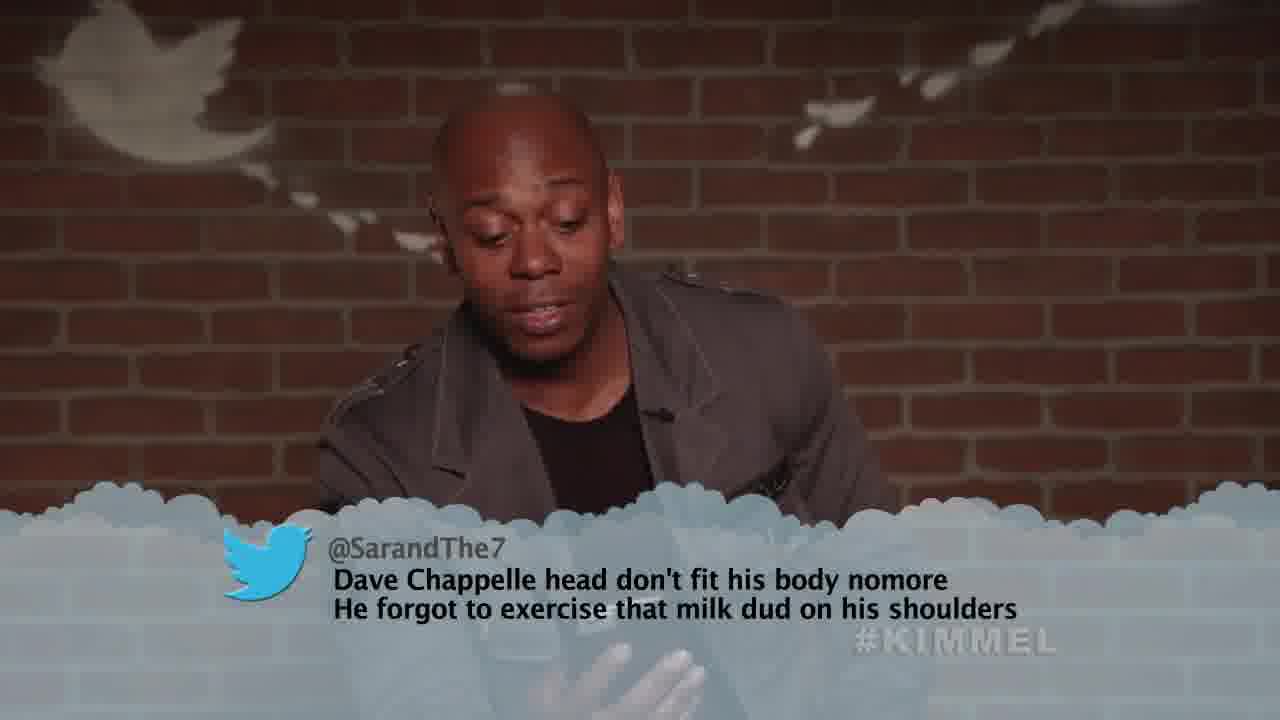 @SarandThe7
Dave Chappelle head don't fit his body nomore
He forgot to exercise that milk dud on his shoulders
#KIMMEL